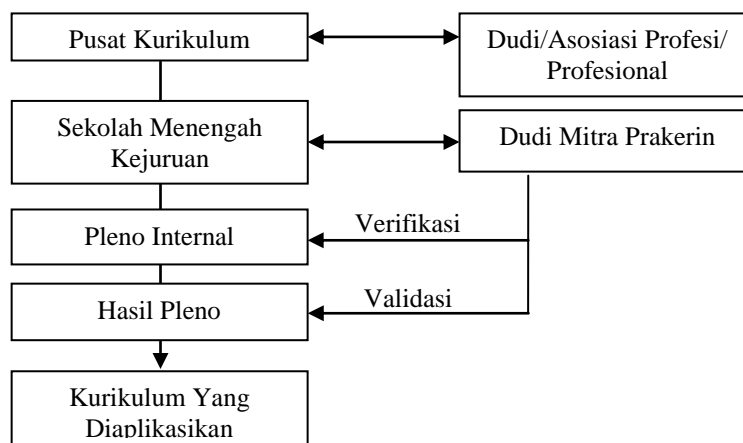 Pusat Kurikulum
Dudi/Asosiasi Profesi/
Profesional
Sekolah Menengah
Kejuruan
Dudi Mitra Prakerin
Verifikasi
Pleno Internal
Validasi
Hasil Pleno
Kurikulum Yang
Diaplikasikan